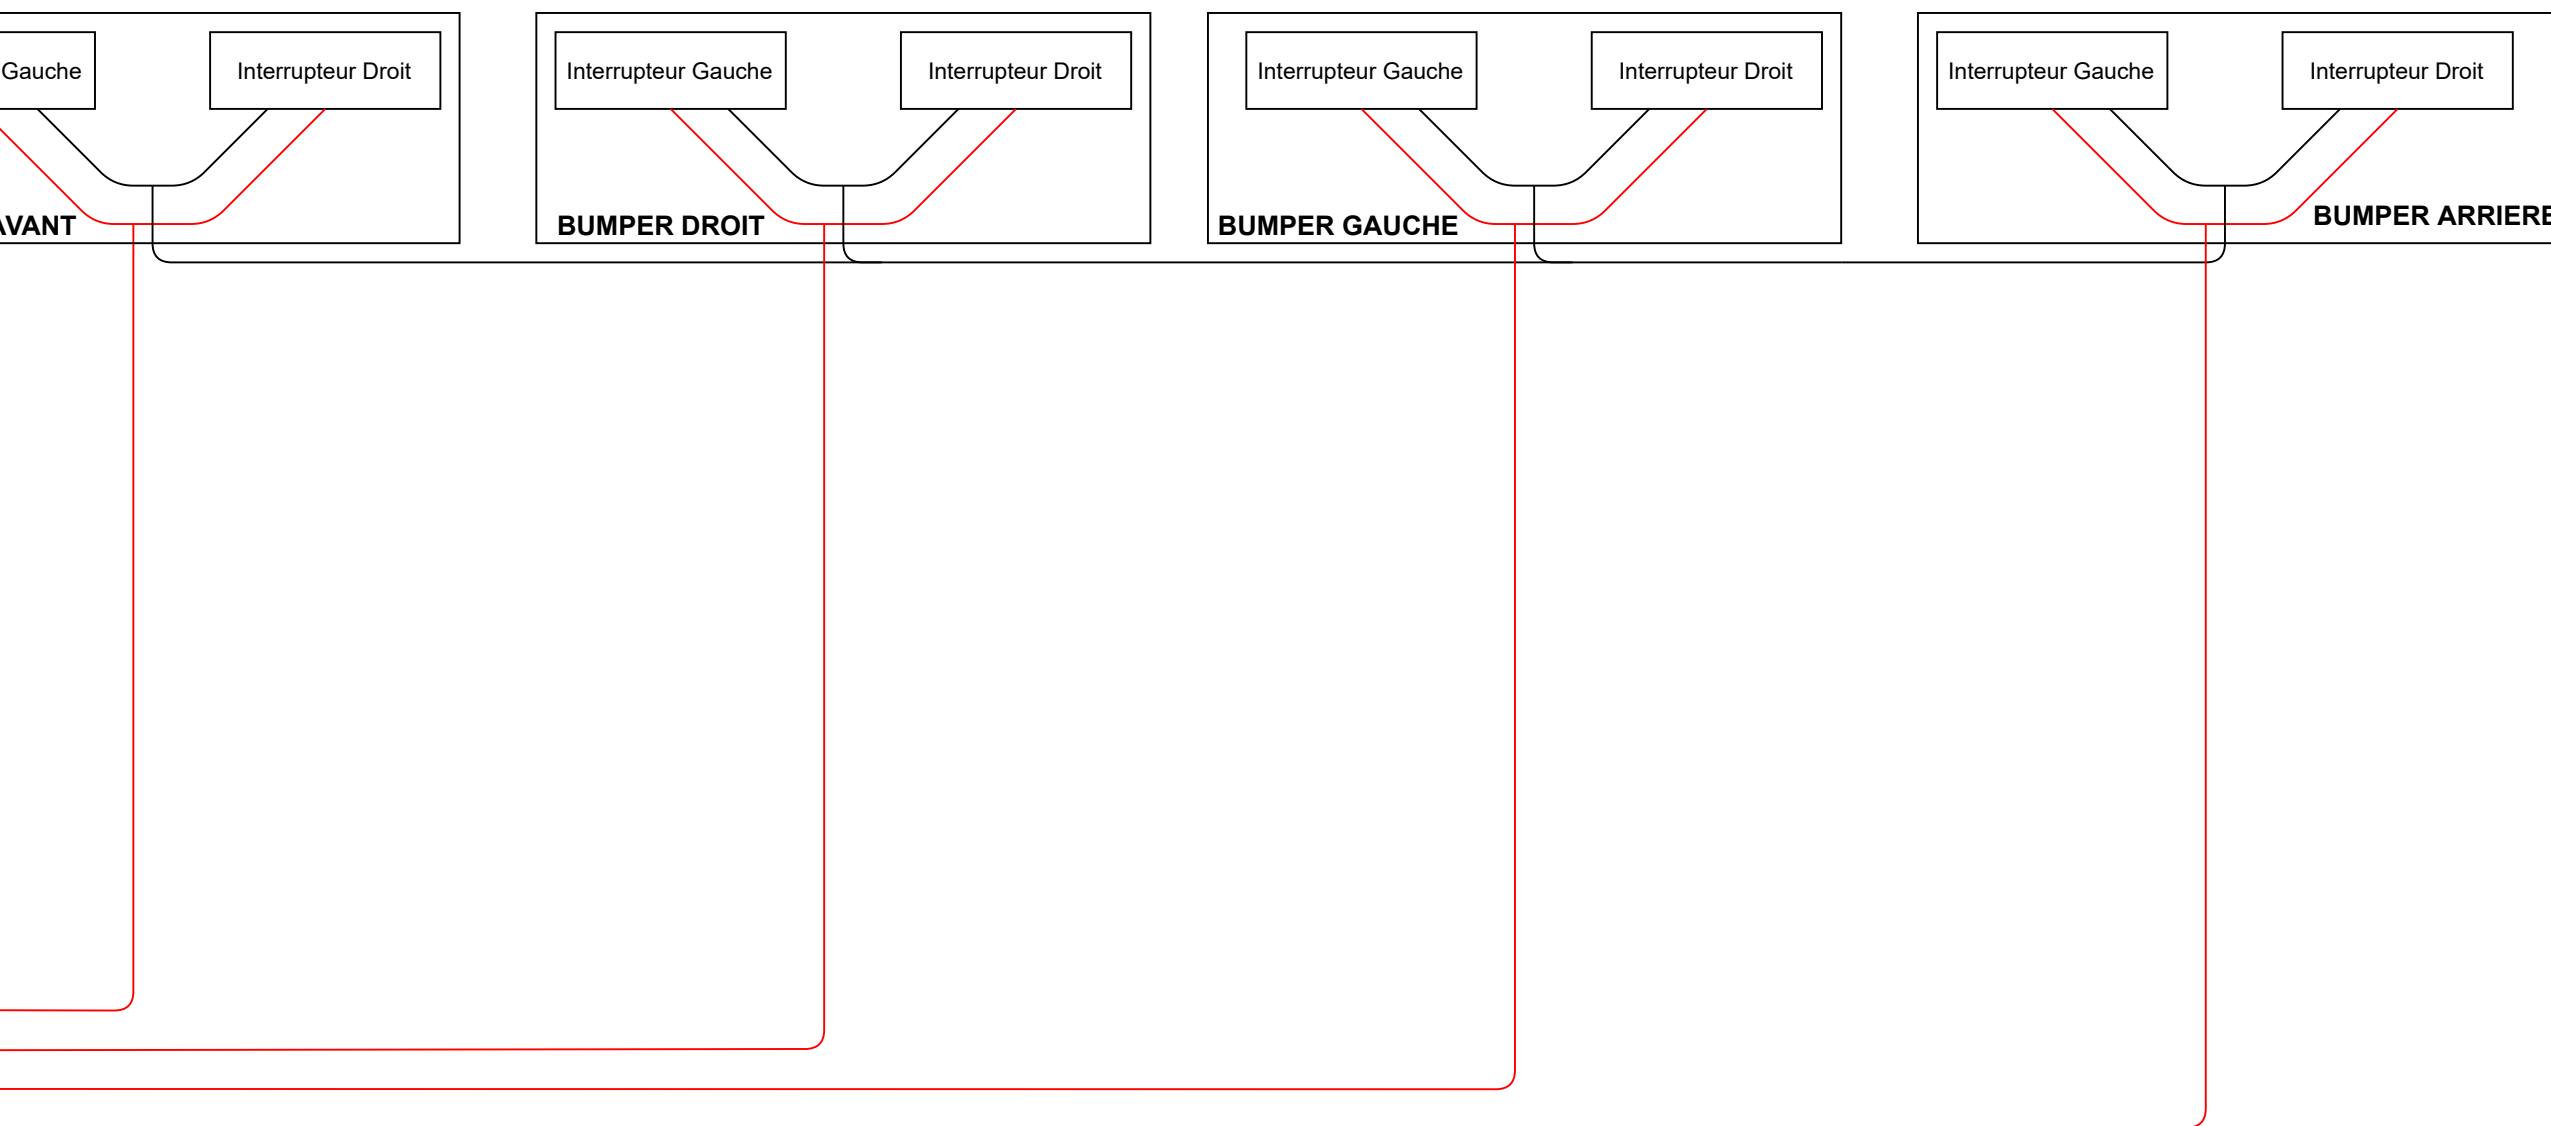 Gauche
Interrupteur Droit
Interrupteur Gauche
Interrupteur Droit
Interrupteur Gauche
Interrupteur Droit
Interrupteur Gauche
Interrupteur Droit
AVANT
BUMPER DROIT
BUMPER GAUCHE
BUMPER ARRIERE